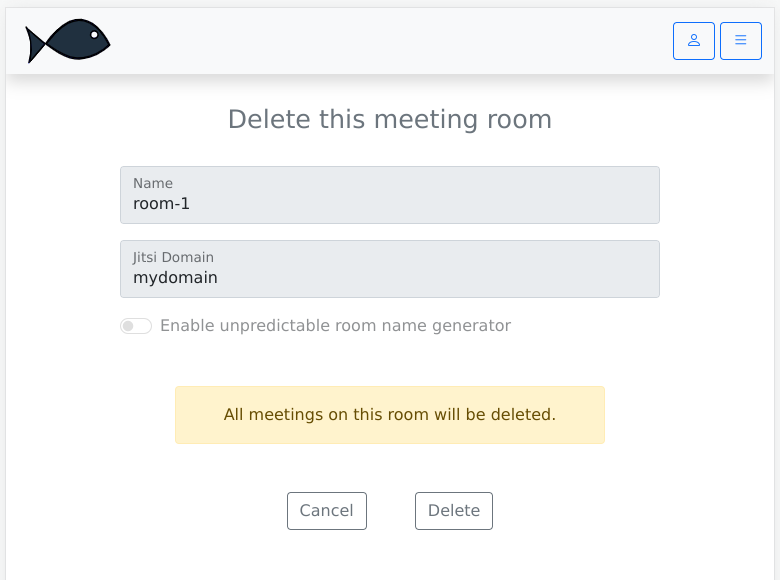 Delete this meeting room
Name
room-1
Jitsi Domain
mydomain
Enable unpredictable room name generator
All meetings on this room will be deleted.
Cancel
Delete